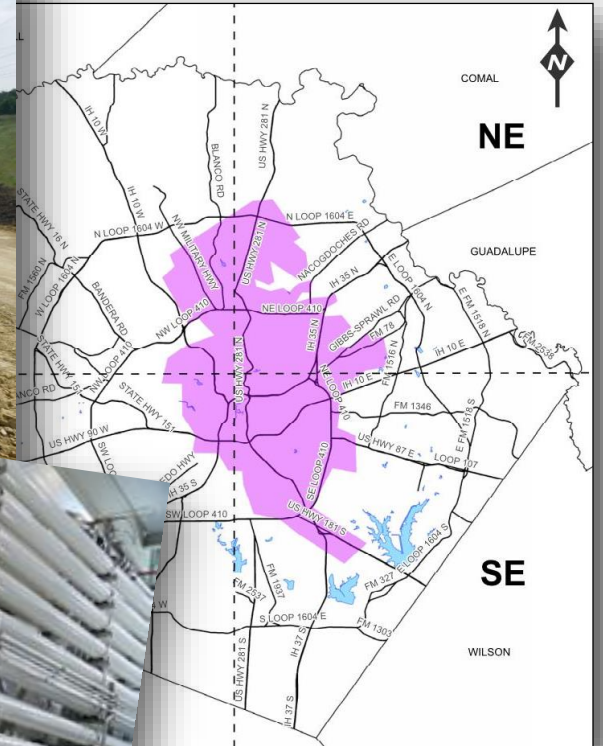 N
COMAL
NE
IH 10 W
BLANCO RD
US HWY 281 N
IH 10 W
NW MILITARY HWY
US HWY 281 N
N LOOP 1604 W
N LOOP 1604 E
NACOGDOCHES RD
STATE HWY 16 N
FM 1560 N
W LOOP 1604 N
BANDERA RD
NW LOOP 410
NE LOOP 410
IH 35 N
IH 35 N
E LOOP 1604 N
GUADALUPE
GIBBS-SPRAWL RD
FM 78
E FM 1518 N
FM 2538
STATE HWY 151
NW LOOP 410
US HWY 281 N
NE LOOP 410
IH 10 E
FM 1516 N
IH 10 E
STATE HWY 151
FM 1346
E FM 1518 S
US HWY 90 W
US HWY 87 E
LOOP 107
SE LOOP 410
IH 35 S
SW LOOP 410
US HWY 181 S
E LOOP 1604 S
SE
FM 327
FM 1937
FM 2537
S LOOP 1604 E
FM 1303
WILSON
US HWY 281 S
IH 37 S
IH 37 S